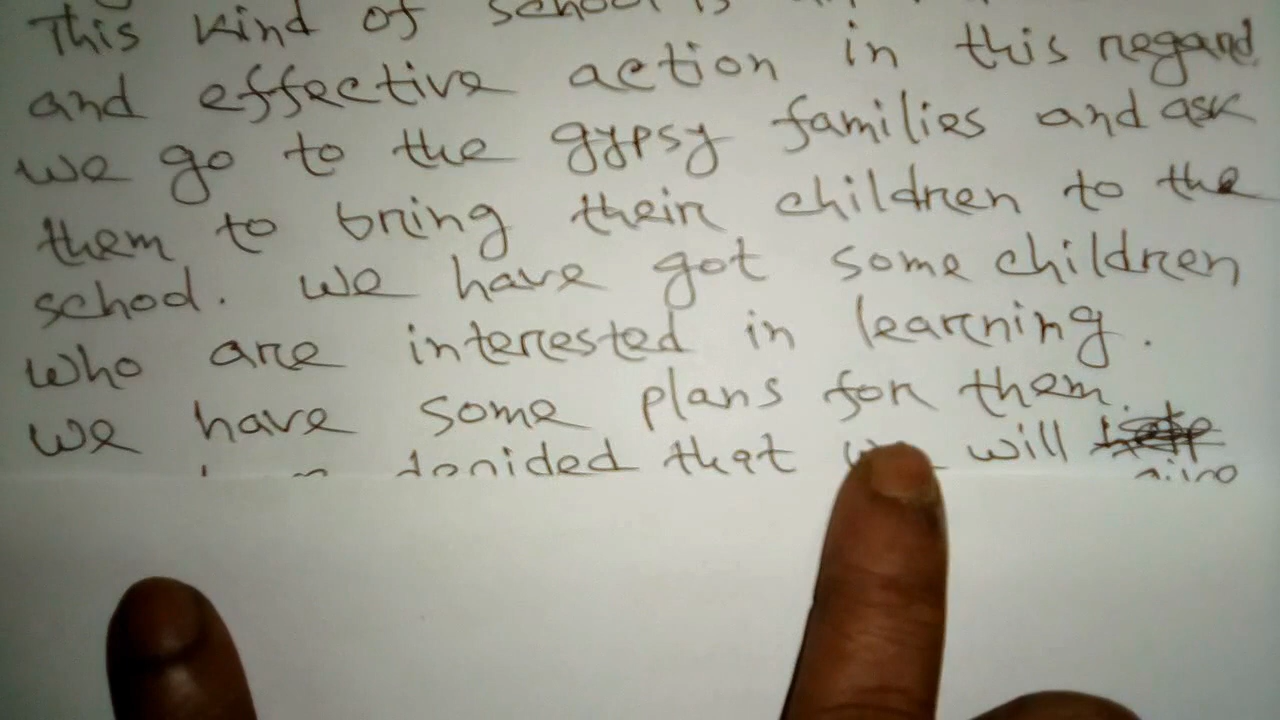 This kind of school is
and effective action in this regard.
we go to the gypsy families and ask
them to bring their children to the
school. We have got some children
who are interested in learning.
we have some plans for them.
that will